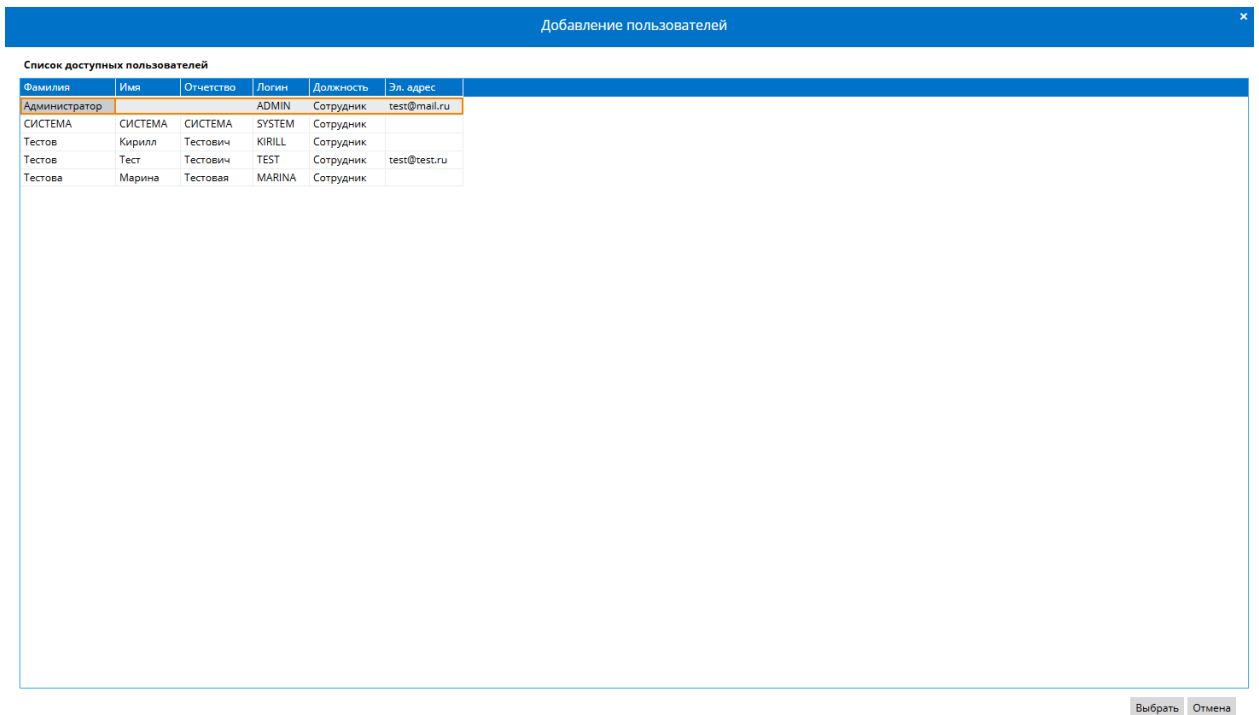 Добавление пользователей
×
Список доступных пользователей
Фамилия Имя Отчетство Логин Должность Эл. адрес
Администратор ADMIN Сотрудник test@mail.ru
СИСТЕМА СИСТЕМА СИСТЕМА SYSTEM Сотрудник
Тестов Кирилл Тестович KIRILL Сотрудник
Тестов Тест Тестович TEST Сотрудник test@test.ru
Тестова Марина Тестовая MARINA Сотрудник
Выбрать Отмена